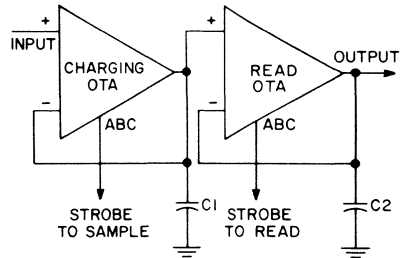 +
INPUT
CHARGING
OTA
-
ABC
STROBE
TO SAMPLE
C1
+
READ
OTA
-
ABC
STROBE
TO READ
OUTPUT
C2